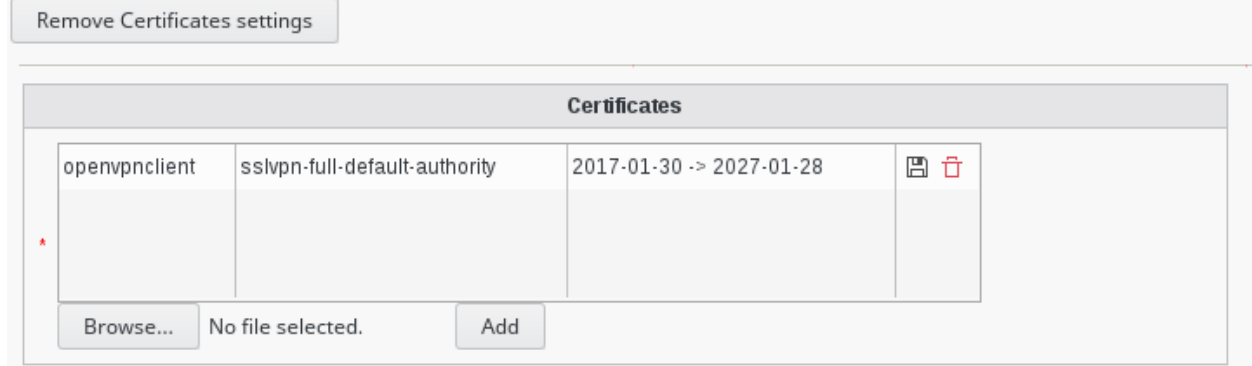 Remove Certificates settings
Certificates
openvpnclient sslvpn-full-default-authority 2017-01-30 -> 2027-01-28
*
Browse... No file selected. Add